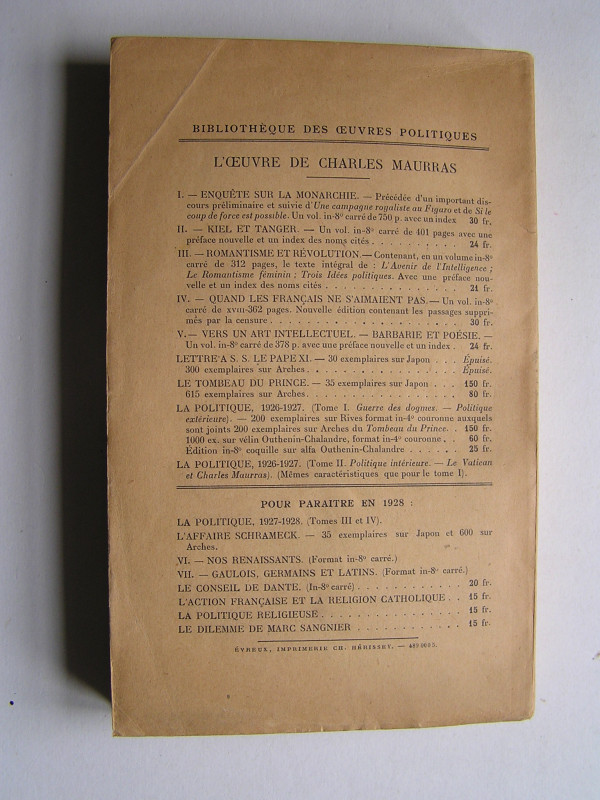 BIBLIOTHÈQUE DES ŒUVRES POLITIQUES
L'ŒUVRE DE CHARLES MAURRAS
I. — ENQUÊTE SUR LA MONARCHIE. — Précédée d'un important dis-
cours préliminaire et suivie d'Une campagne royaliste au Figaro et de Si le
coup de force est possible. Un vol. in-8º carré de 750 p. avec un index 30 fr.
II. — KIEL ET TANGER. — Un vol. in-8º carré de 401 pages avec une
préface nouvelle et un index des noms cités . . . . . . . . . . 24 fr.
III. — ROMANTISME ET RÉVOLUTION. — Contenant, en un volume in-8º
carré de 312 pages, le texte intégral de : L'Avenir de l'Intelligence ;
Le Romantisme féminin ; Trois Idées politiques. Avec une préface nou-
velle et un index des noms cités . . . . . . . . . . . . 21 fr.
IV. — QUAND LES FRANÇAIS NE S'AIMAIENT PAS. — Un vol. in-8º
carré de XVIII-362 pages. Nouvelle édition contenant les passages suppri-
més par la censure . . . . . . . . . . . . . . . 30 fr.
V. — VERS UN ART INTELLECTUEL. — BARBARIE ET POÉSIE. —
Un vol. in-8º carré de 378 p. avec une préface nouvelle et un index . 24 fr.
LETTRE A S. S. LE PAPE XI. — 30 exemplaires sur Japon . . . Épuisé.
300 exemplaires sur Arches . . . . . . . . . . . . . Épuisé.
LE TOMBEAU DU PRINCE. — 35 exemplaires sur Japon . . . 150 fr.
615 exemplaires sur Arches . . . . . . . . . . . . . 80 fr.
LA POLITIQUE, 1926-1927. (Tome I. Guerre des dogmes. — Politique
extérieure). — 200 exemplaires sur Rives format in-4º couronne auxquels
sont joints 200 exemplaires sur Arches du Tombeau du Prince. . 150 fr.
1000 ex. sur vélin Outhenin-Chalandre, format in-4º couronne. . 60 fr.
Édition in-8º coquille sur alfa Outhenin-Chalandre . . . . . . 25 fr.
LA POLITIQUE, 1926-1927. (Tome II. Politique intérieure. — Le Vatican
et Charles Maurras). (Mêmes caractéristiques que pour le tome I).
POUR PARAITRE EN 1928 :
LA POLITIQUE, 1927-1928. (Tomes III et IV).
L'AFFAIRE SCHRAMECK. — 35 exemplaires sur Japon et 600 sur
Arches.
VI. — NOS RENAISSANTS. (Format in-8º carré.)
VII. — GAULOIS, GERMAINS ET LATINS. (Format in-8º carré.)
LE CONSEIL DE DANTE. (In-8º carré) . . . . . . . . . . 20 fr.
L'ACTION FRANÇAISE ET LA RELIGION CATHOLIQUE . . 15 fr.
LA POLITIQUE RELIGIEUSE . . . . . . . . . . . . . 15 fr.
LE DILEMME DE MARC SANGNIER . . . . . . . . . . 15 fr.
ÉVREUX, IMPRIMERIE CH. HÉRISSEY. —